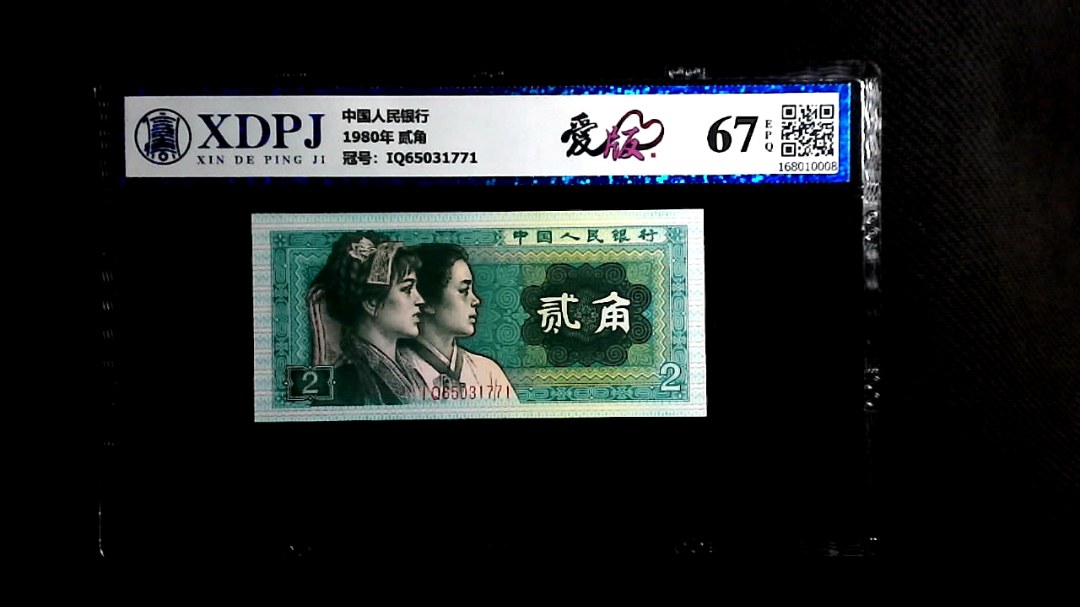 XDPJ
XIN DE PING JI
中国人民银行
1980年 贰角
冠号：IQ65031771
爱版
67
EPQ
168010008
中国人民银行
贰角
2
2
IQ65031771